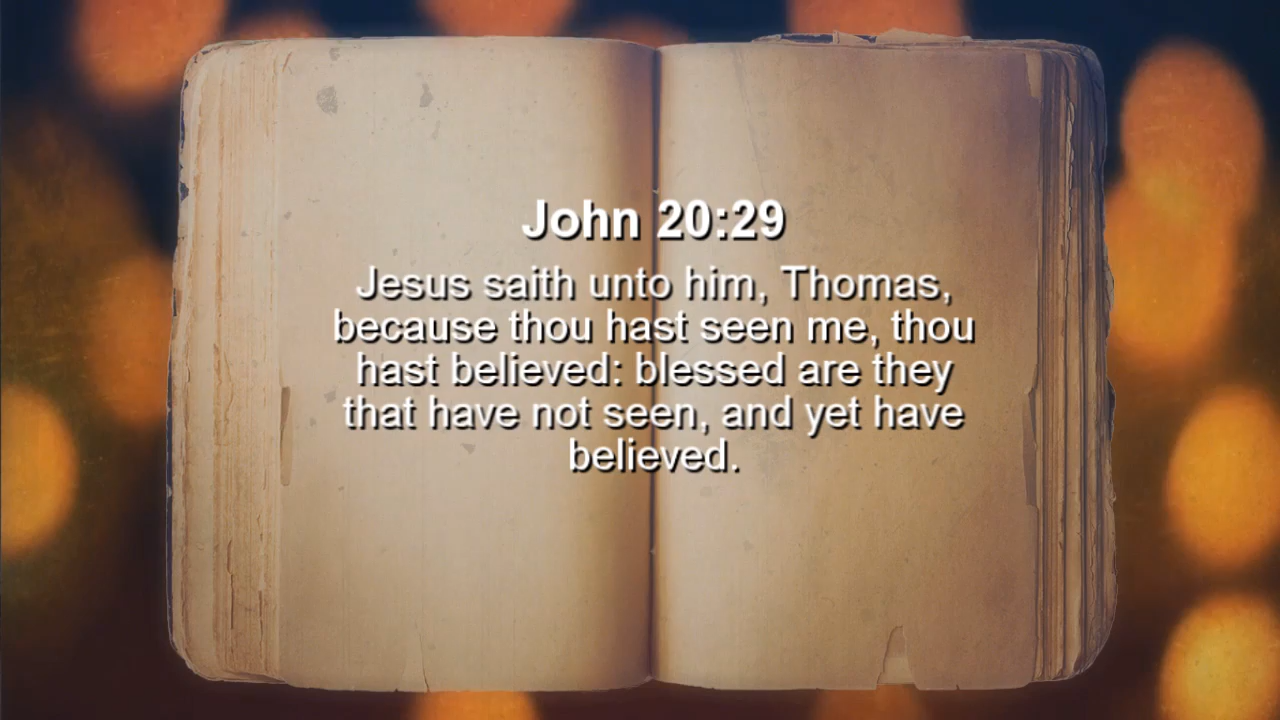 John 20:29
Jesus saith unto him, Thomas,
because thou hast seen me, thou
hast believed: blessed are they
that have not seen, and yet have
believed.